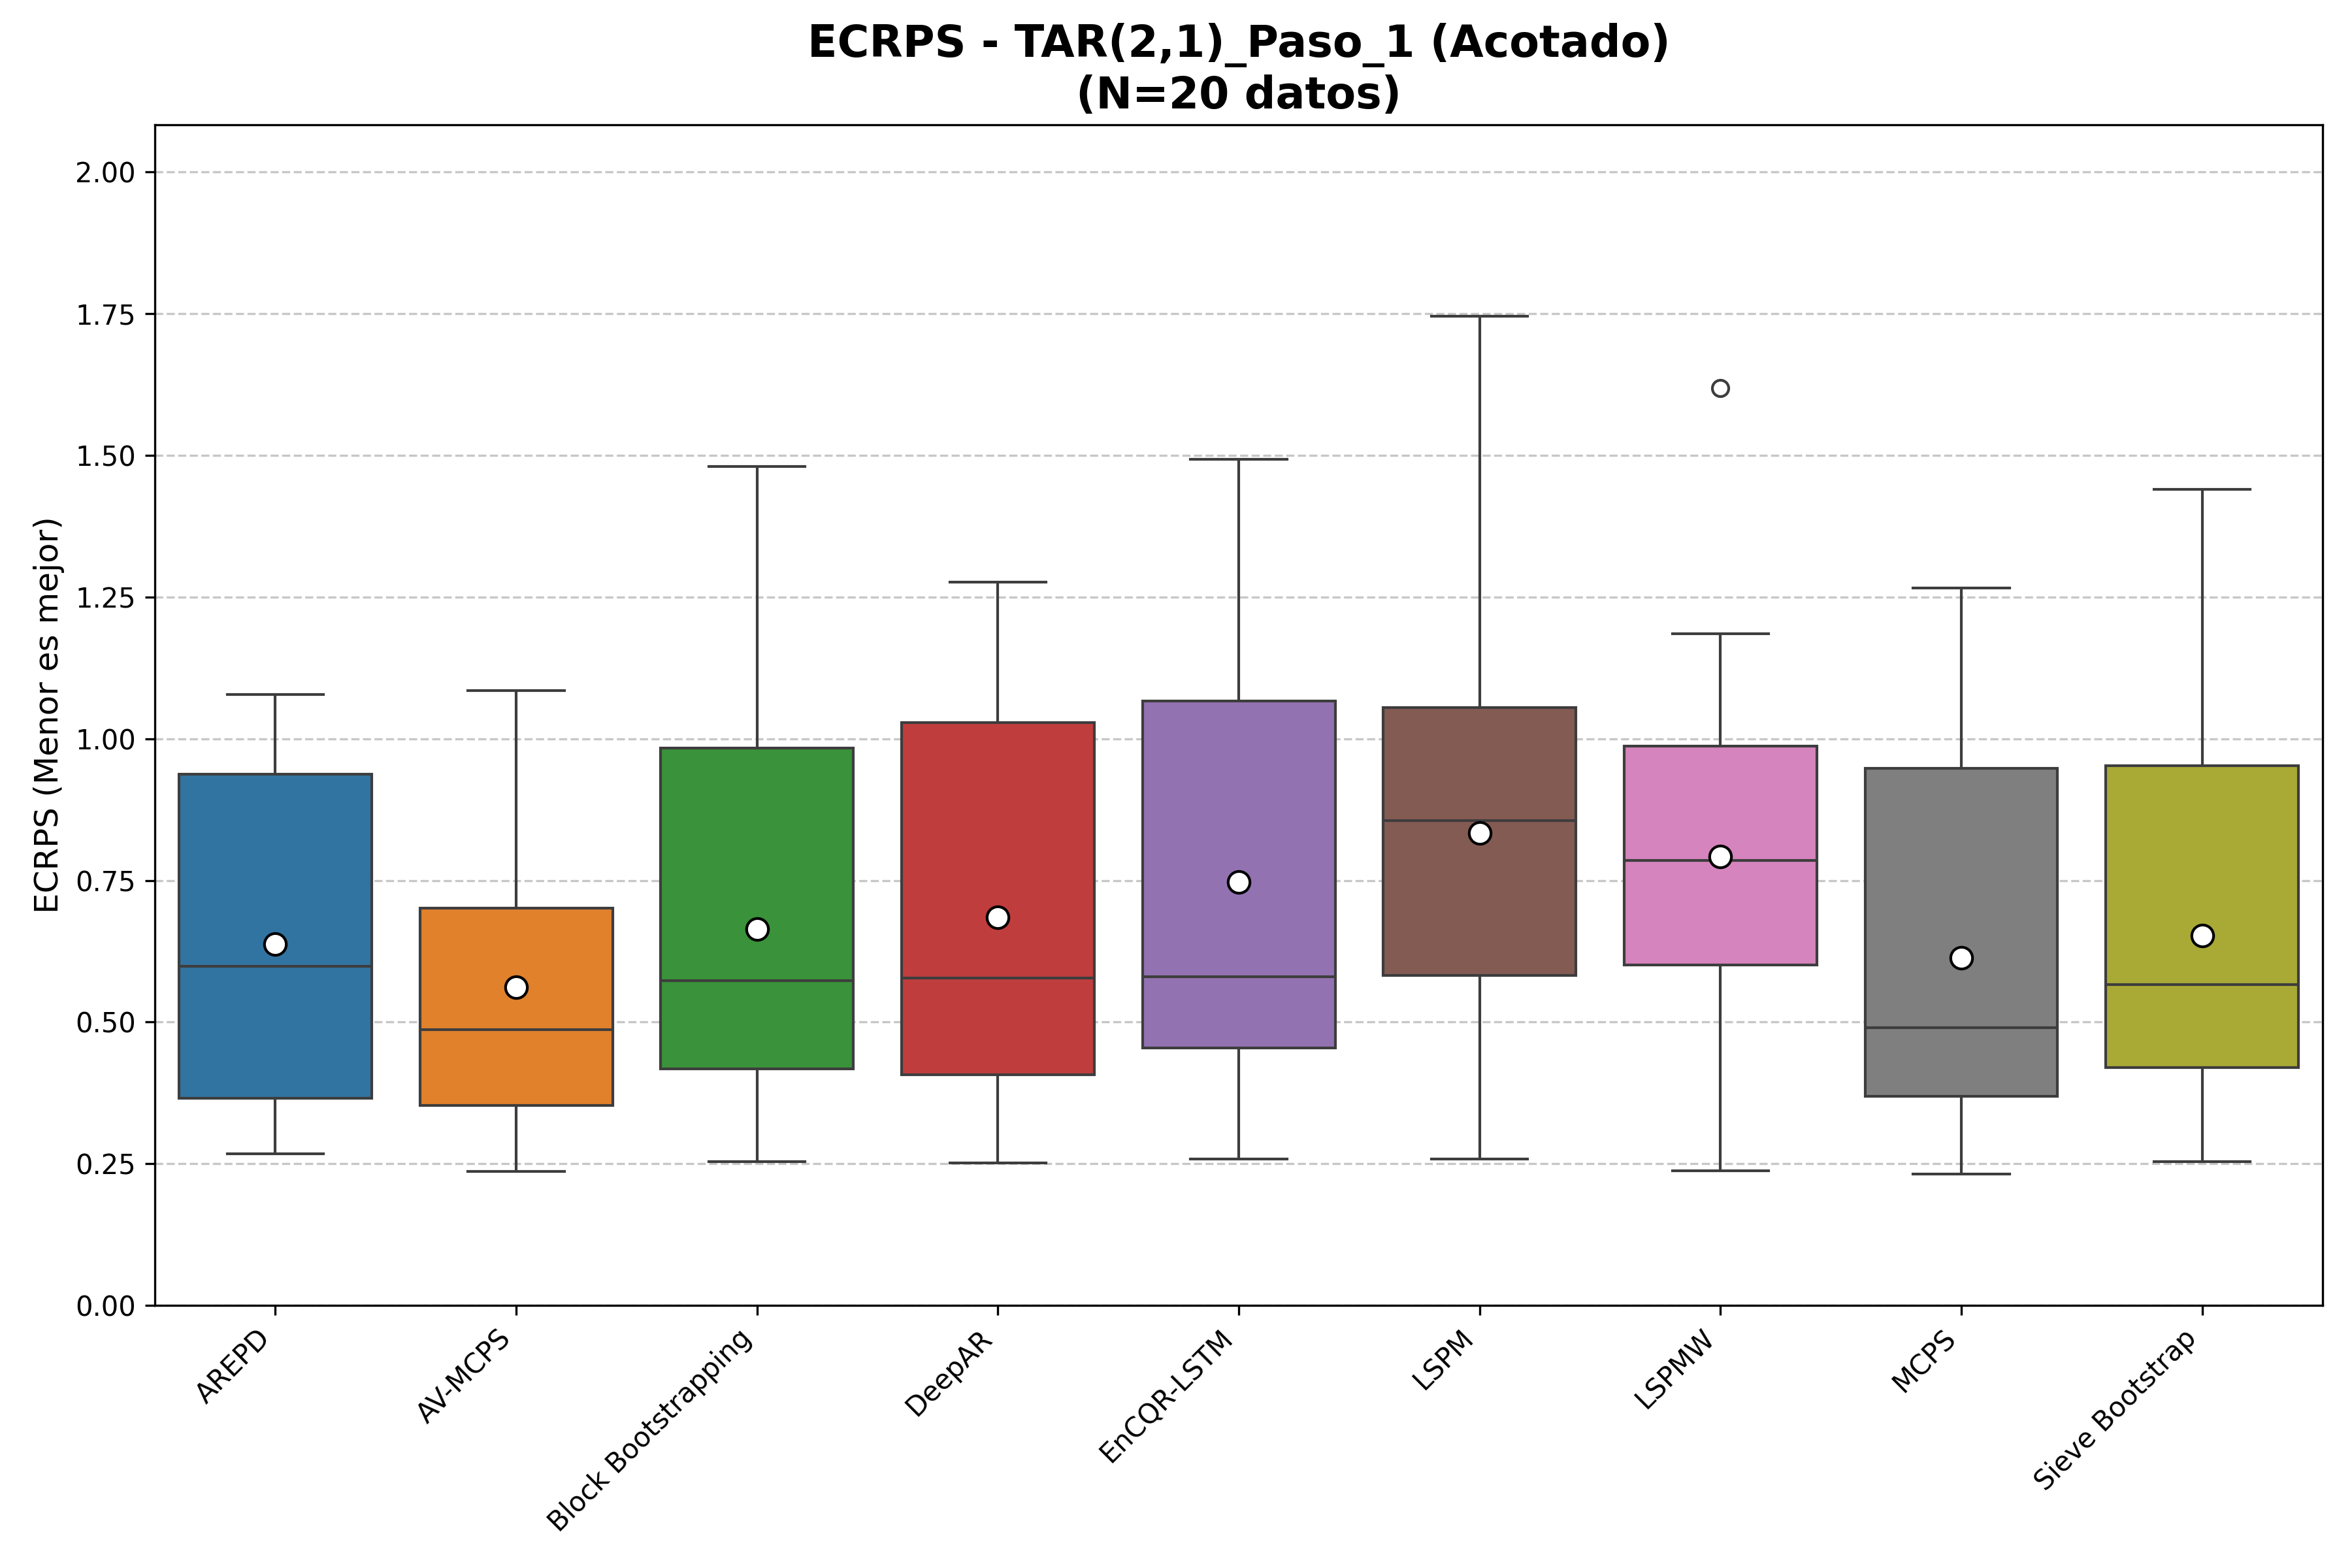 ECRPS - TAR(2,1)_Paso_1 (Acotado)
(N=20 datos)
ECRPS (Menor es mejor)
2.00
1.75
1.50
1.25
1.00
0.75
0.50
0.25
0.00
AREPD
AV-MCPS
Block Bootstrapping
DeepAR
EnCQR-LSTM
LSPM
LSPMW
MCPS
Sieve Bootstrap